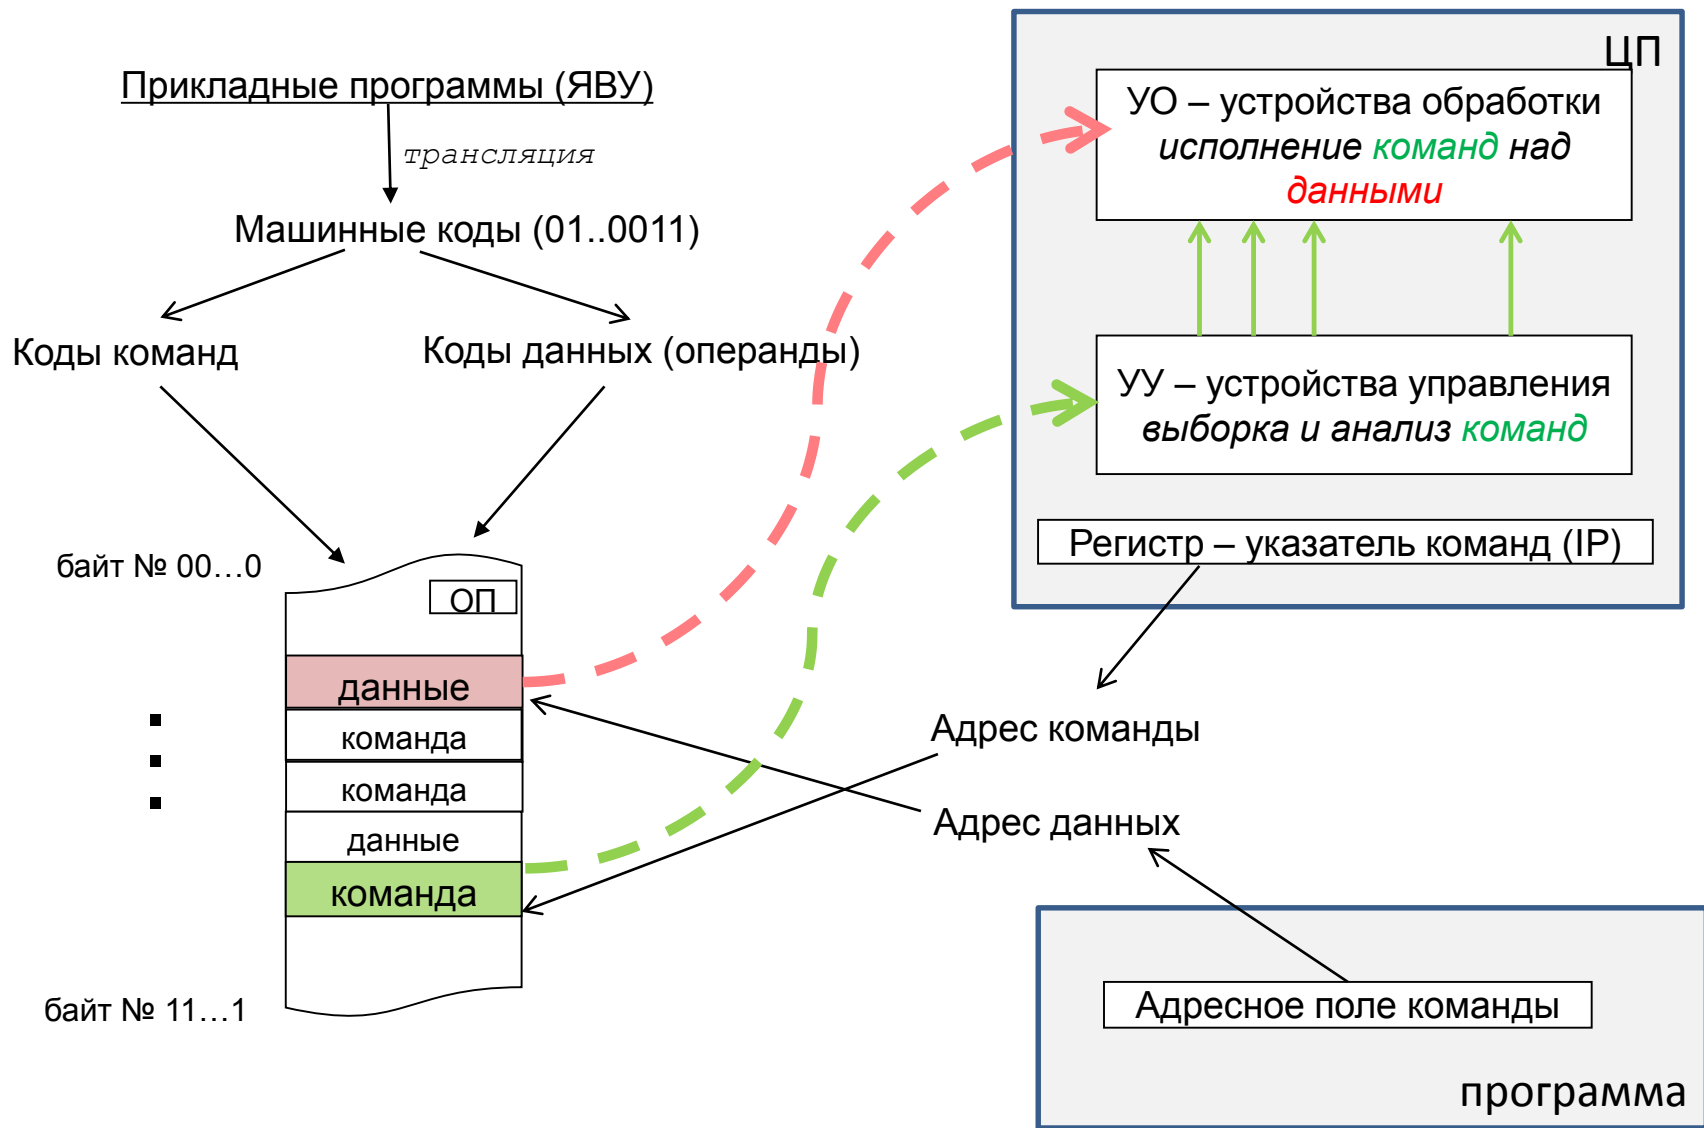 Прикладные программы (ЯВУ)
трансляция
Машинные коды (01..0011)
Коды команд
Коды данных (операнды)
байт № 00…0
ОП
данные
команда
команда
данные
команда
байт № 11…1
ЦП
УО – устройства обработки
исполнение команд над
данными
УУ – устройства управления
выборка и анализ команд
Регистр – указатель команд (IP)
Адрес команды
Адрес данных
Адресное поле команды
программа